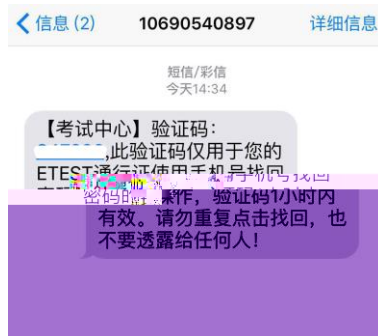 信息 (2)
10690540897
详细信息
短信/彩信
今天14:34
【考试中心】验证码：
,此验证码仅用于您的
ETEST通行证使用手机号找回
密码的 操作，验证码1小时内
有效。请勿重复点击找回，也
不要透露给任何人！